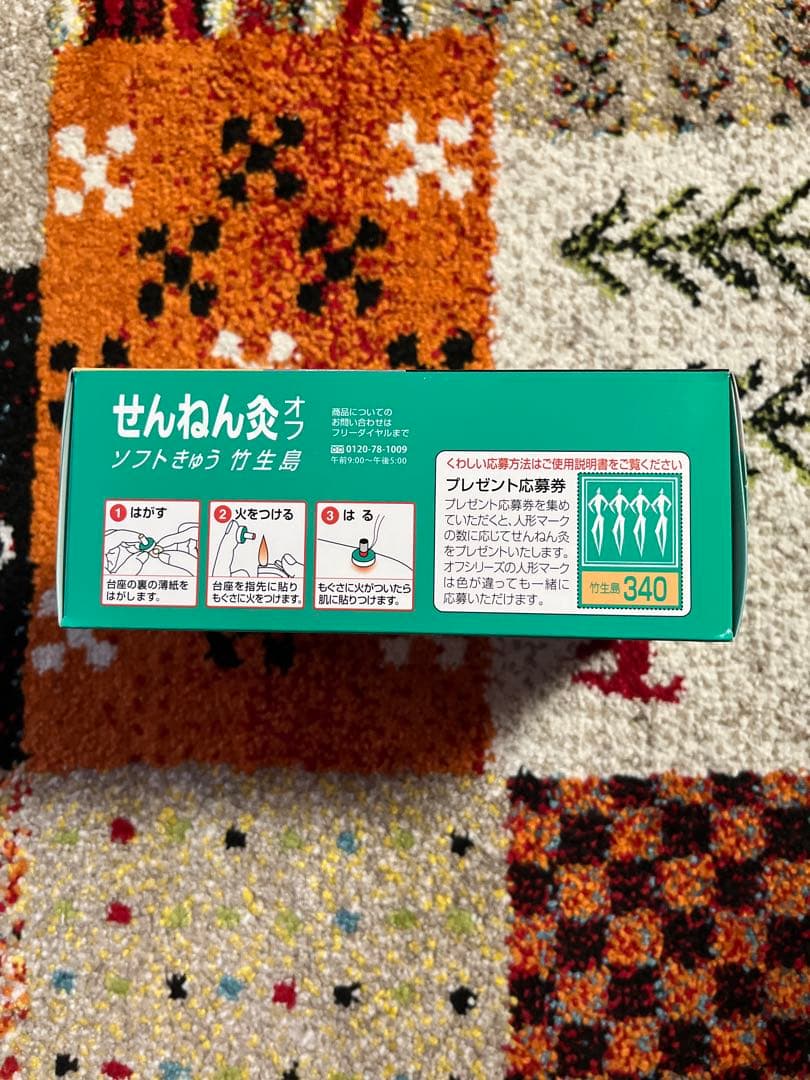 せんねん灸オフ
ソフトきゅう 竹生島
商品についての
お問い合わせは
フリーダイヤルまで
0120-78-1009
午前9:00〜午後5:00
1 はがす
台座の裏の薄紙を
はがします。
2 火をつける
台座を指先に貼り
もぐさに火をつけます。
3 はる
もぐさに火がついたら
肌に貼りつけます。
くわしい応募方法はご使用説明書をご覧ください
プレゼント応募券
プレゼント応募券を集め
ていただくと、人形マーク
の数に応じてせんねん灸
をプレゼントいたします。
オフシリーズの人形マーク
は色が違っても一緒に
応募いただけます。
竹生島 340